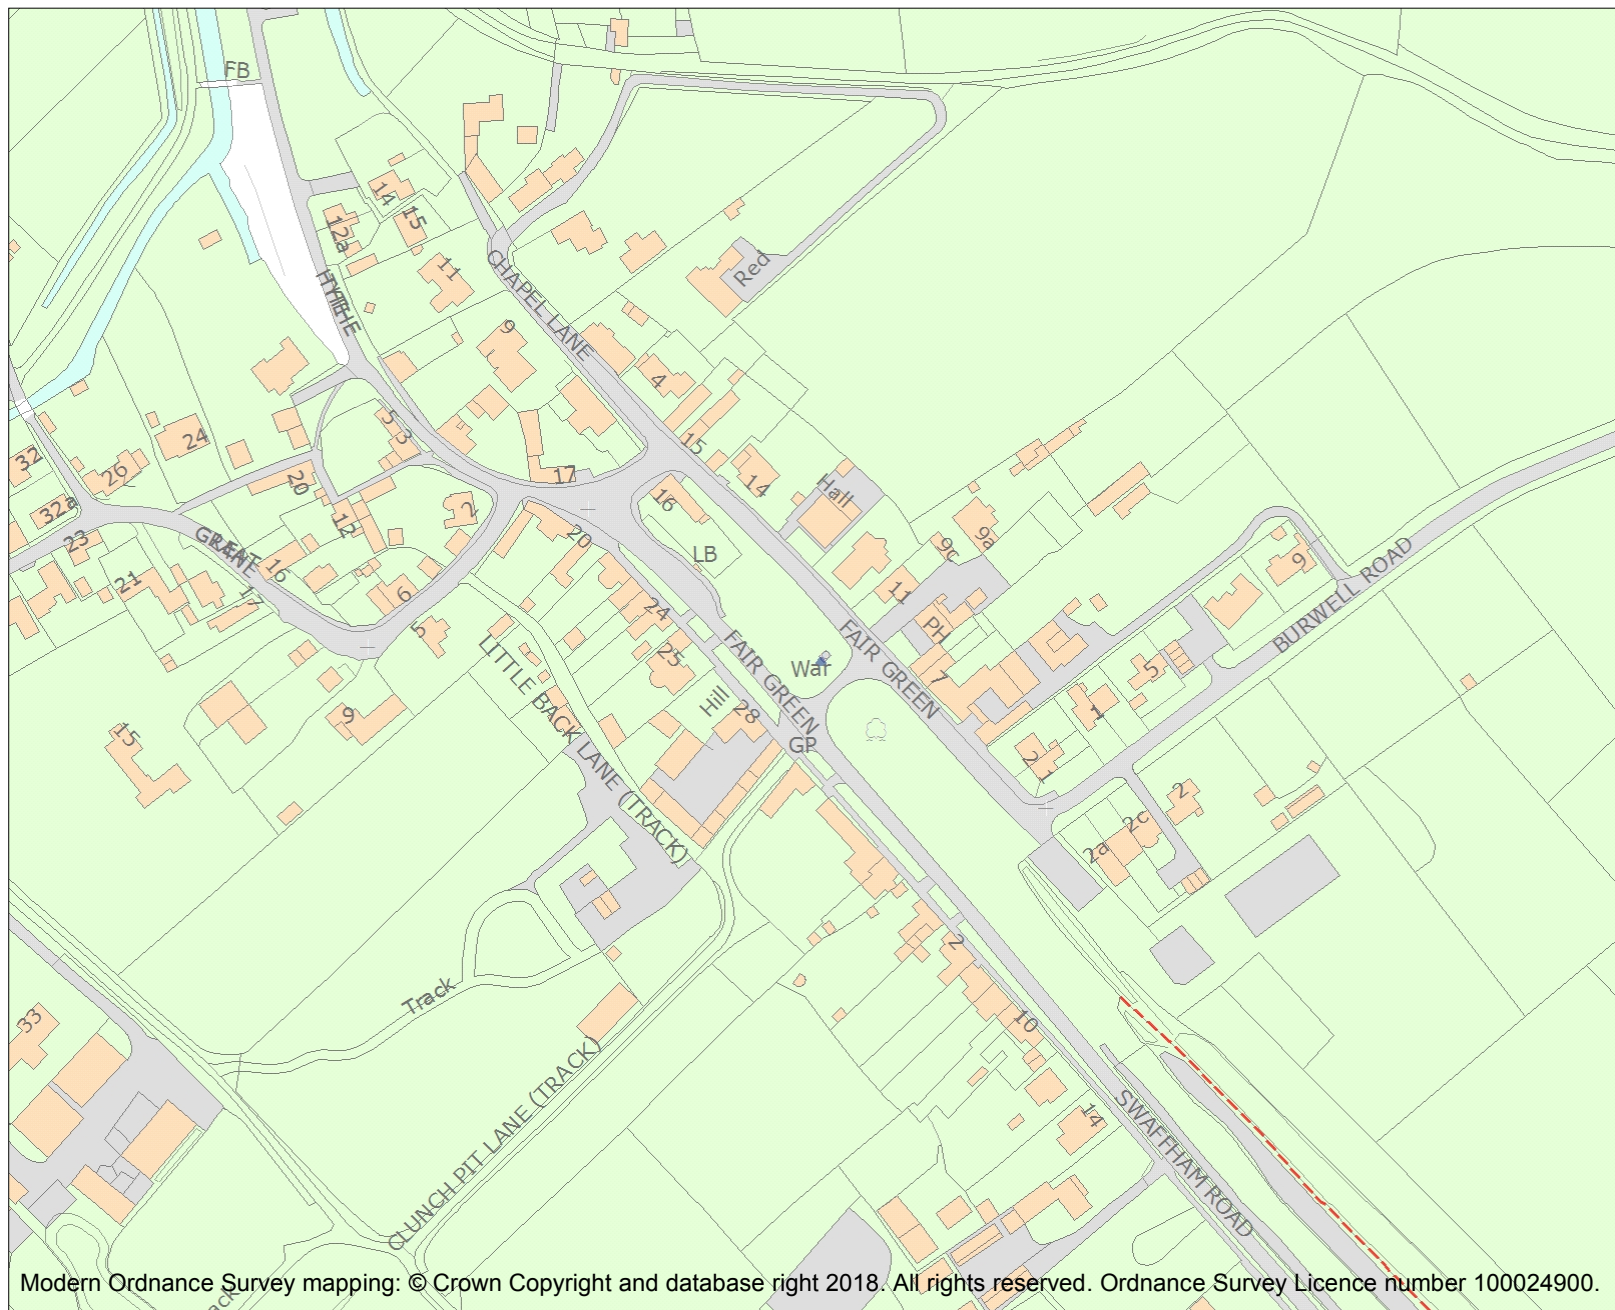 FB
14
15
12a
11
HYTHE
CHAPEL LANE
Red
9
4
5
3
24
32
26
20
17
15
14
16
Hall
32a
12
2
20
LB
9c
9a
9
23
GREAT LANE
16
21
17
6
5
24
11
PH
FAIR GREEN
BURWELL ROAD
LITTLE BACK LANE (TRACK)
25
FAIR GREEN
War
7
5
1
Hill
28
GP
15
9
21
2
2c
2a
2
Track
33
10
14
CLUNCH PIT LANE (TRACK)
SWAFFHAM ROAD
Modern Ordnance Survey mapping: © Crown Copyright and database right 2018. All rights reserved. Ordnance Survey Licence number 100024900.